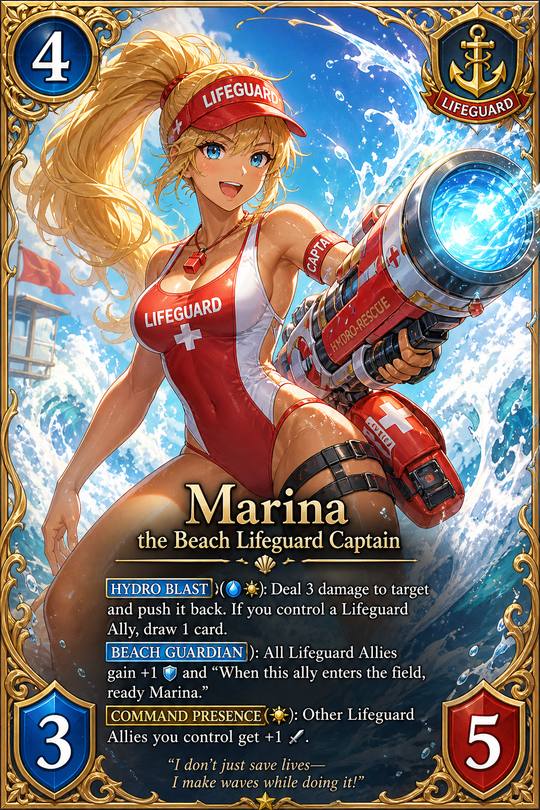 4
LIFEGUARD
LIFEGUARD
CAPTA
LIFEGUARD
HYDRO-RESCUE
Marina
the Beach Lifeguard Captain
HYDRO BLAST ): Deal 3 damage to target
and push it back. If you control a Lifeguard
Ally, draw 1 card.
BEACH GUARDIAN ): All Lifeguard Allies
gain +1 and “When this ally enters the field,
ready Marina.”
COMMAND PRESENCE (): Other Lifeguard
Allies you control get +1 .
3
5
“I don’t just save lives—
I make waves while doing it!”